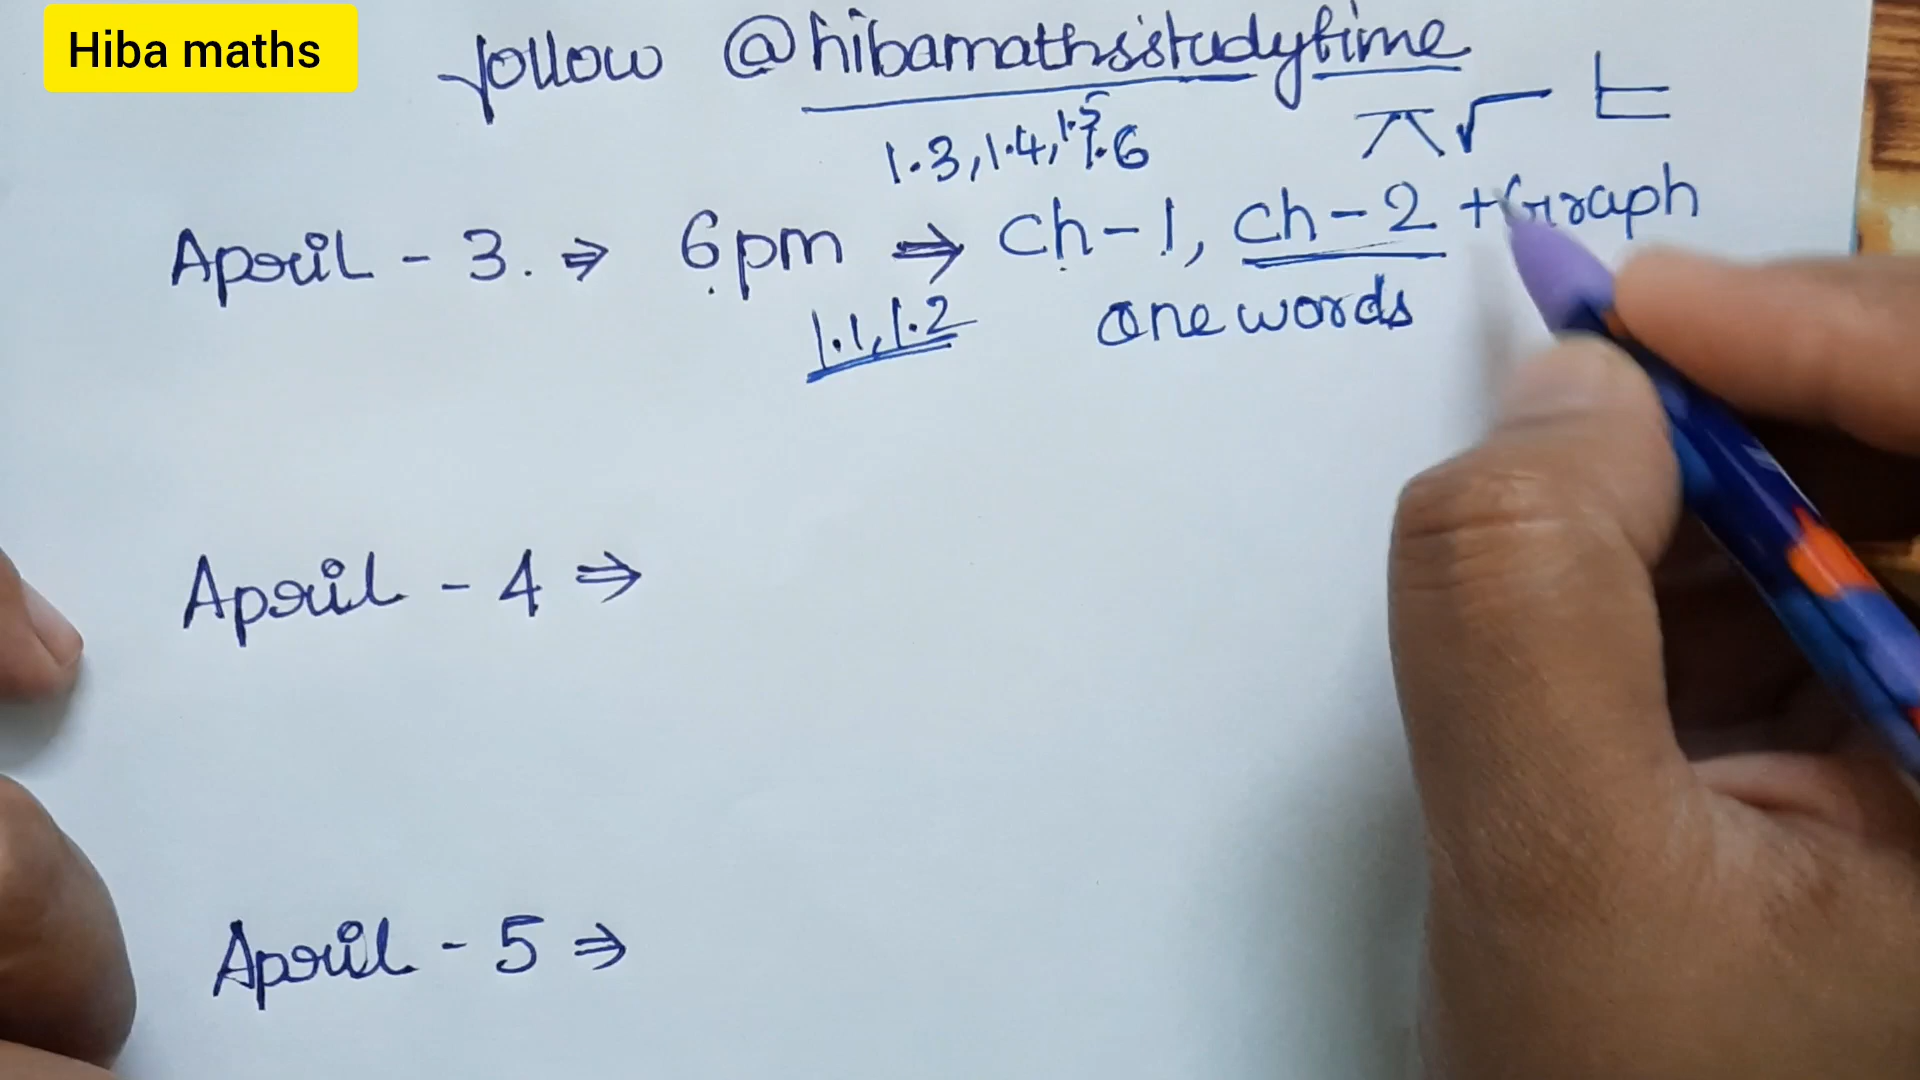 Hiba maths
follow @hibamathsstudytime
1.3, 1.4, 1.5 1.6
April - 3. ⇒ 6pm ⇒ Ch-1, Ch-2 + Graph
1.1, 1.2 One words
April - 4 ⇒
April - 5 ⇒